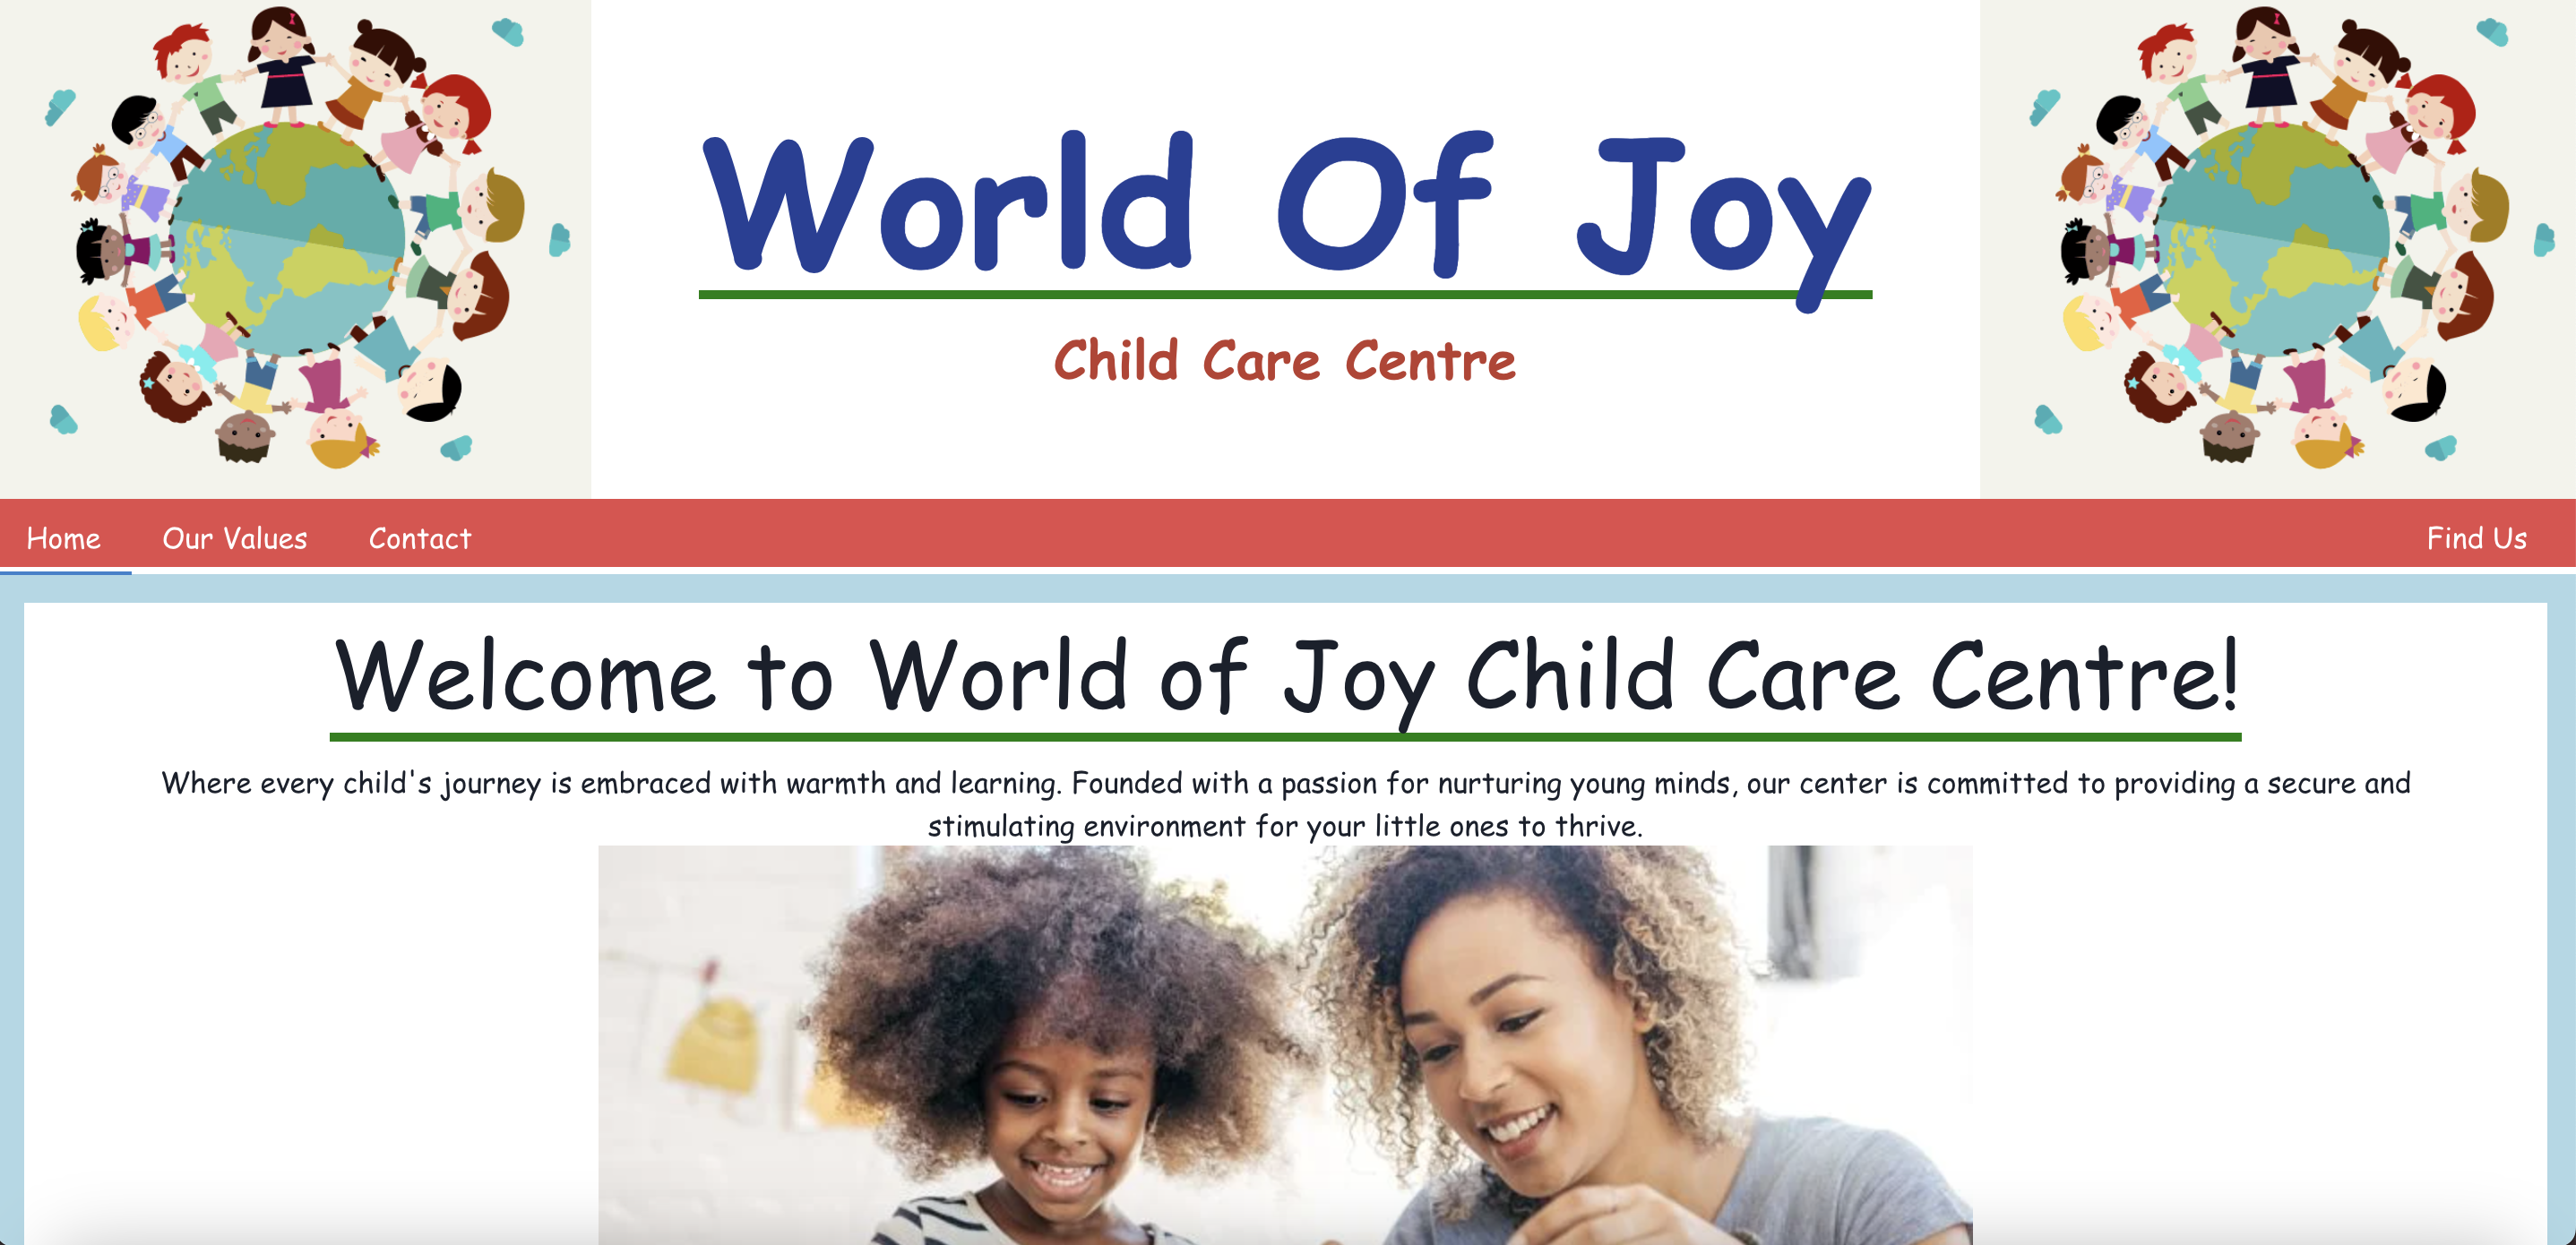 World Of Joy
Child Care Centre
Home
Our Values
Contact
Find Us
Welcome to World of Joy Child Care Centre!
Where every child's journey is embraced with warmth and learning. Founded with a passion for nurturing young minds, our center is committed to providing a secure and
stimulating environment for your little ones to thrive.